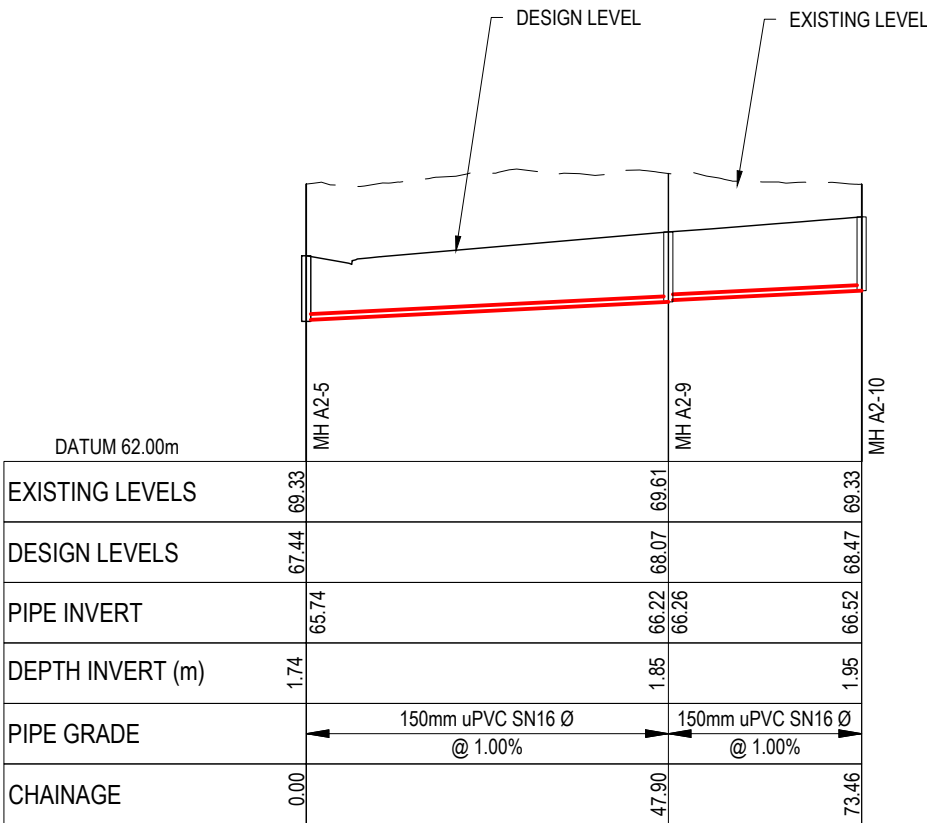 DESIGN LEVEL
EXISTING LEVEL
MH A2-5
MH A2-9
MH A2-10
DATUM 62.00m
EXISTING LEVELS 69.33 69.61 69.33
DESIGN LEVELS 67.44 68.07 68.47
PIPE INVERT 65.74 66.22 66.26 66.52
DEPTH INVERT (m) 1.74 1.85 1.95
PIPE GRADE
150mm uPVC SN16 Ø
@ 1.00%
150mm uPVC SN16 Ø
@ 1.00%
CHAINAGE 0.00 47.90 73.46